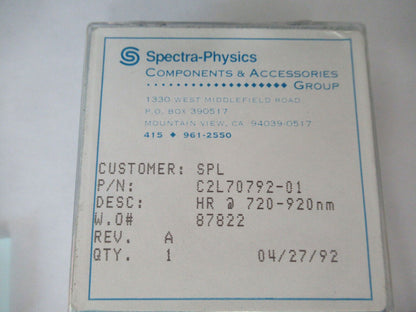 Spectra-Physics
COMPONENTS & ACCESSORIES
GROUP
1330 WEST MIDDLEFIELD ROAD
P.O. BOX 390517
MOUNTAIN VIEW, CA 94039-0517
415 ◆ 961-2550
CUSTOMER: SPL
P/N: C2L70792-01
DESC: HR @ 720-920nm
W.O# 87822
REV. A
QTY. 1 04/27/92